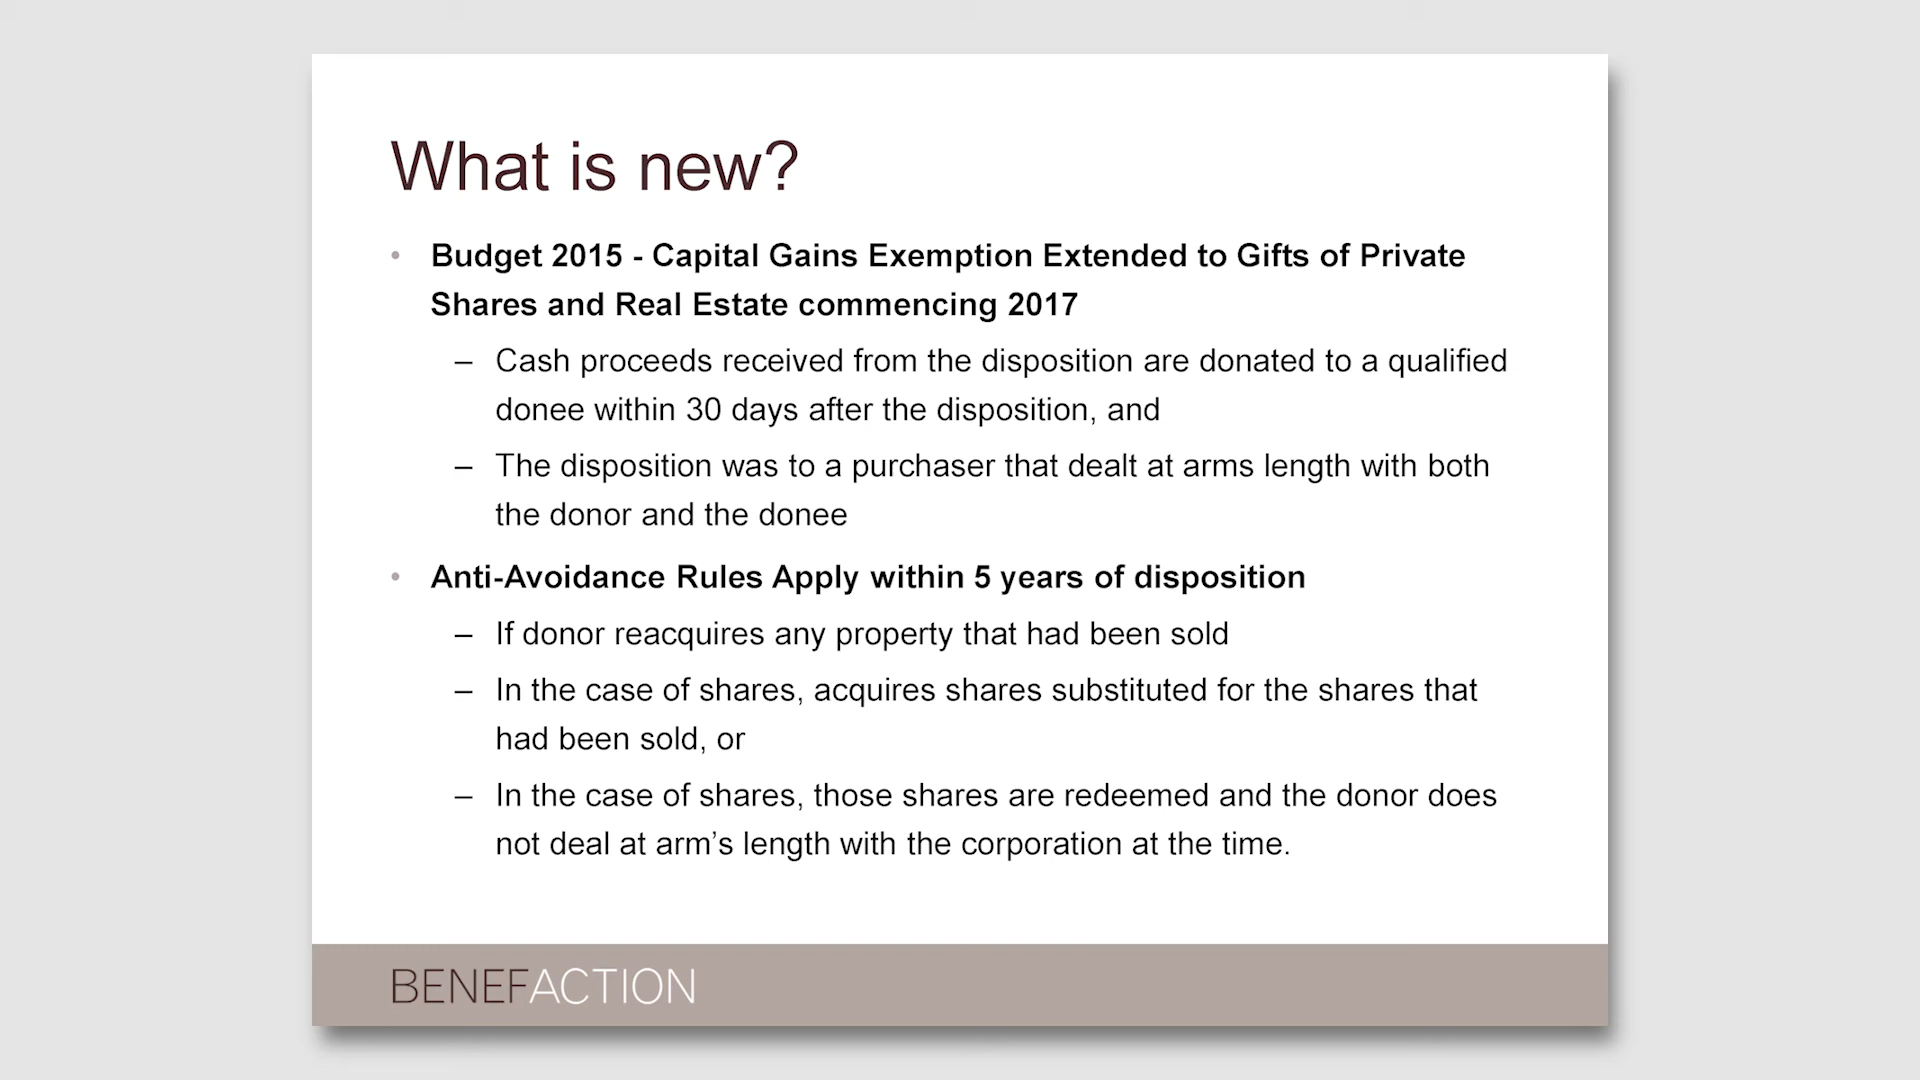 What is new?
• Budget 2015 - Capital Gains Exemption Extended to Gifts of Private
Shares and Real Estate commencing 2017
– Cash proceeds received from the disposition are donated to a qualified
donee within 30 days after the disposition, and
– The disposition was to a purchaser that dealt at arms length with both
the donor and the donee
• Anti-Avoidance Rules Apply within 5 years of disposition
– If donor reacquires any property that had been sold
– In the case of shares, acquires shares substituted for the shares that
had been sold, or
– In the case of shares, those shares are redeemed and the donor does
not deal at arm’s length with the corporation at the time.
BENEFACTION